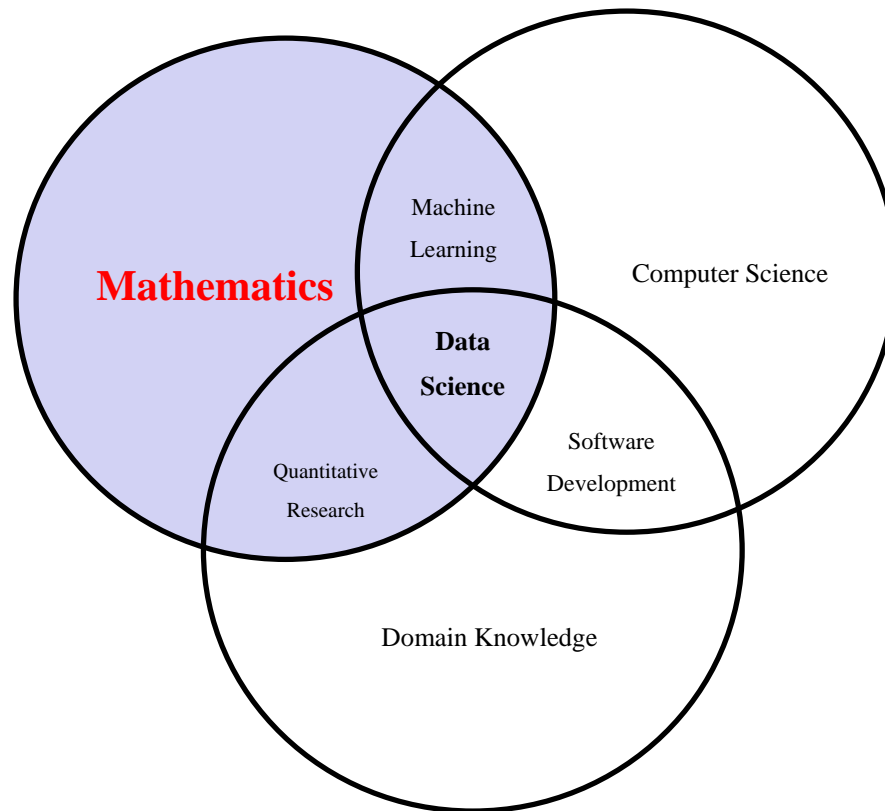 Machine
Learning
Mathematics
Computer Science
Data
Science
Software
Development
Quantitative
Research
Domain Knowledge